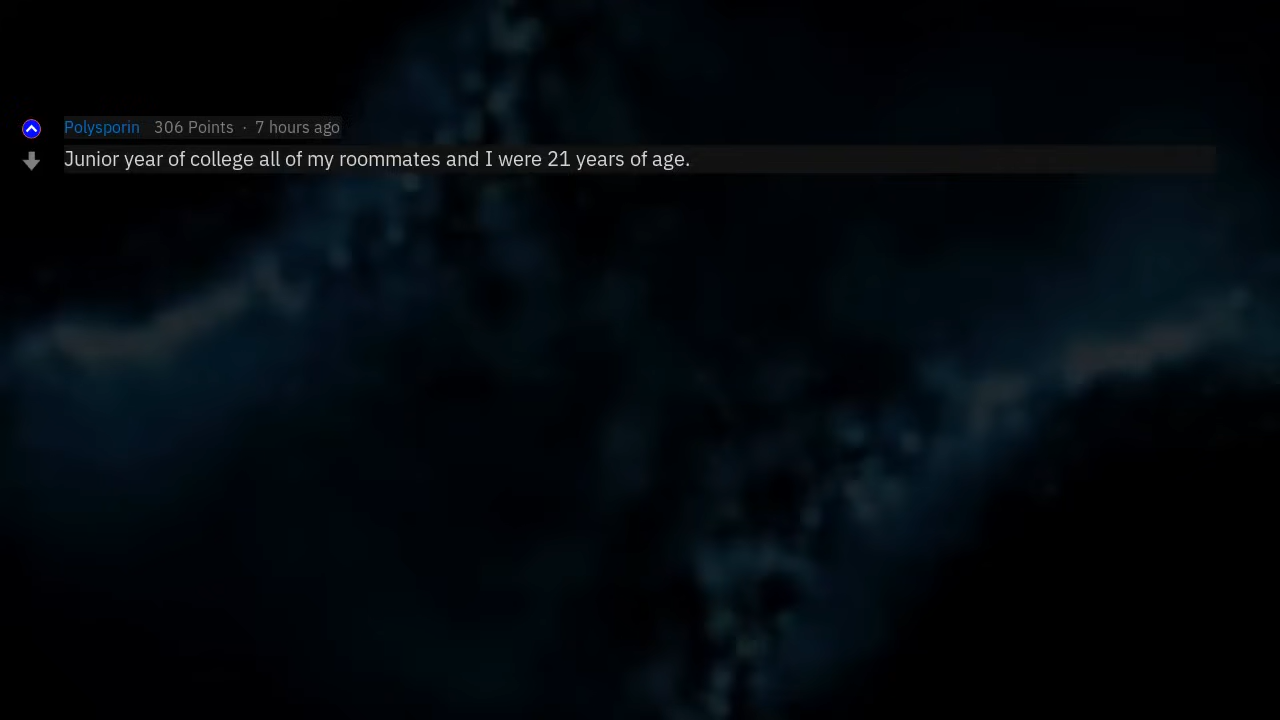 Polysporin 306 Points · 7 hours ago
Junior year of college all of my roommates and I were 21 years of age.